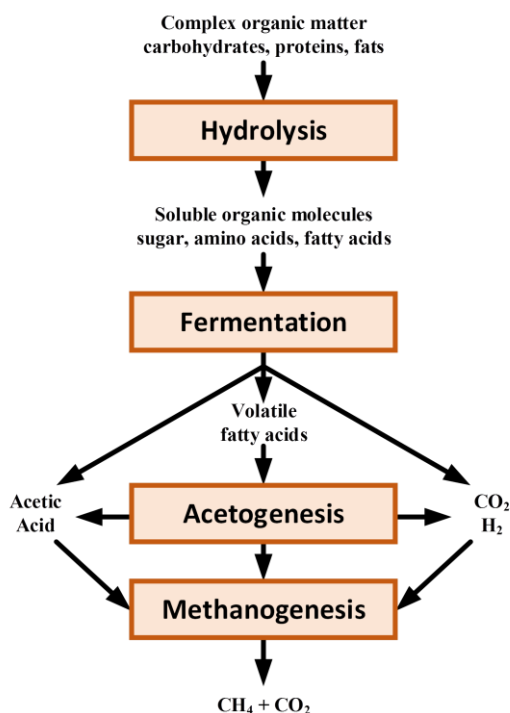 Complex organic matter
carbohydrates, proteins, fats
Hydrolysis
Soluble organic molecules
sugar, amino acids, fatty acids
Fermentation
Volatile
fatty acids
Acetic
Acid
Acetogenesis
CO₂
H₂
Methanogenesis
CH₄ + CO₂